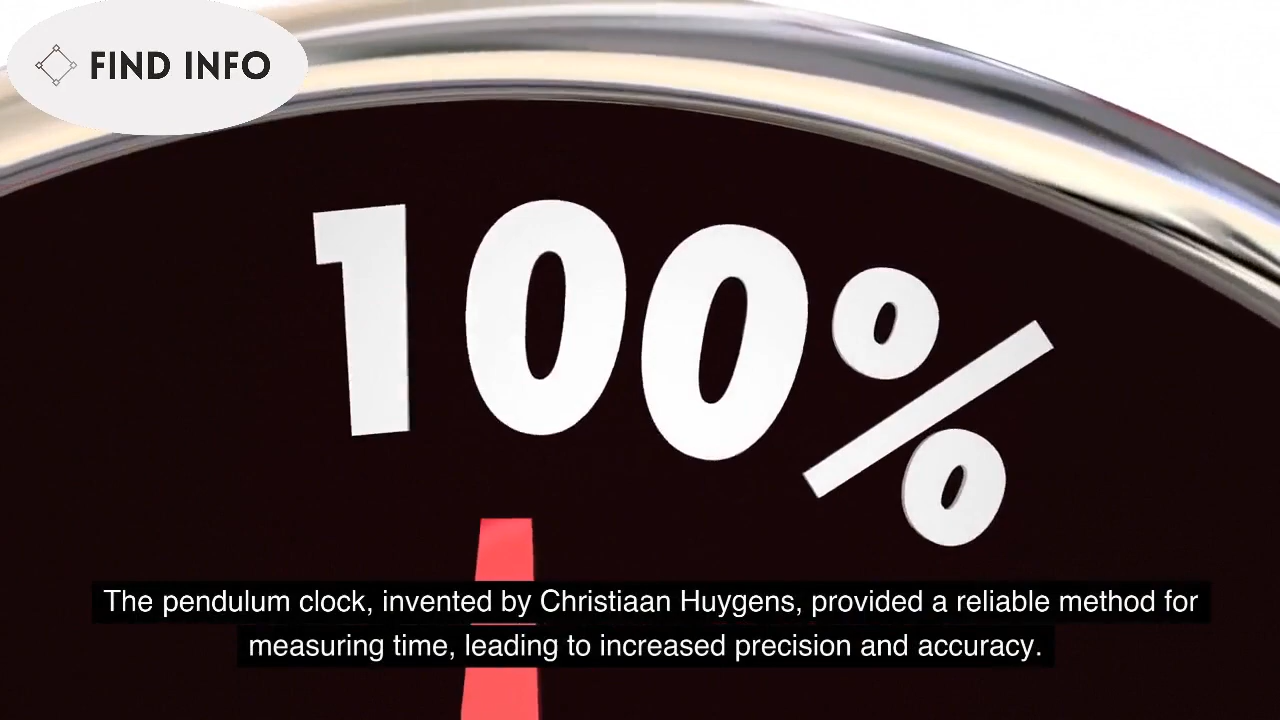 FIND INFO
100%
The pendulum clock, invented by Christiaan Huygens, provided a reliable method for
measuring time, leading to increased precision and accuracy.